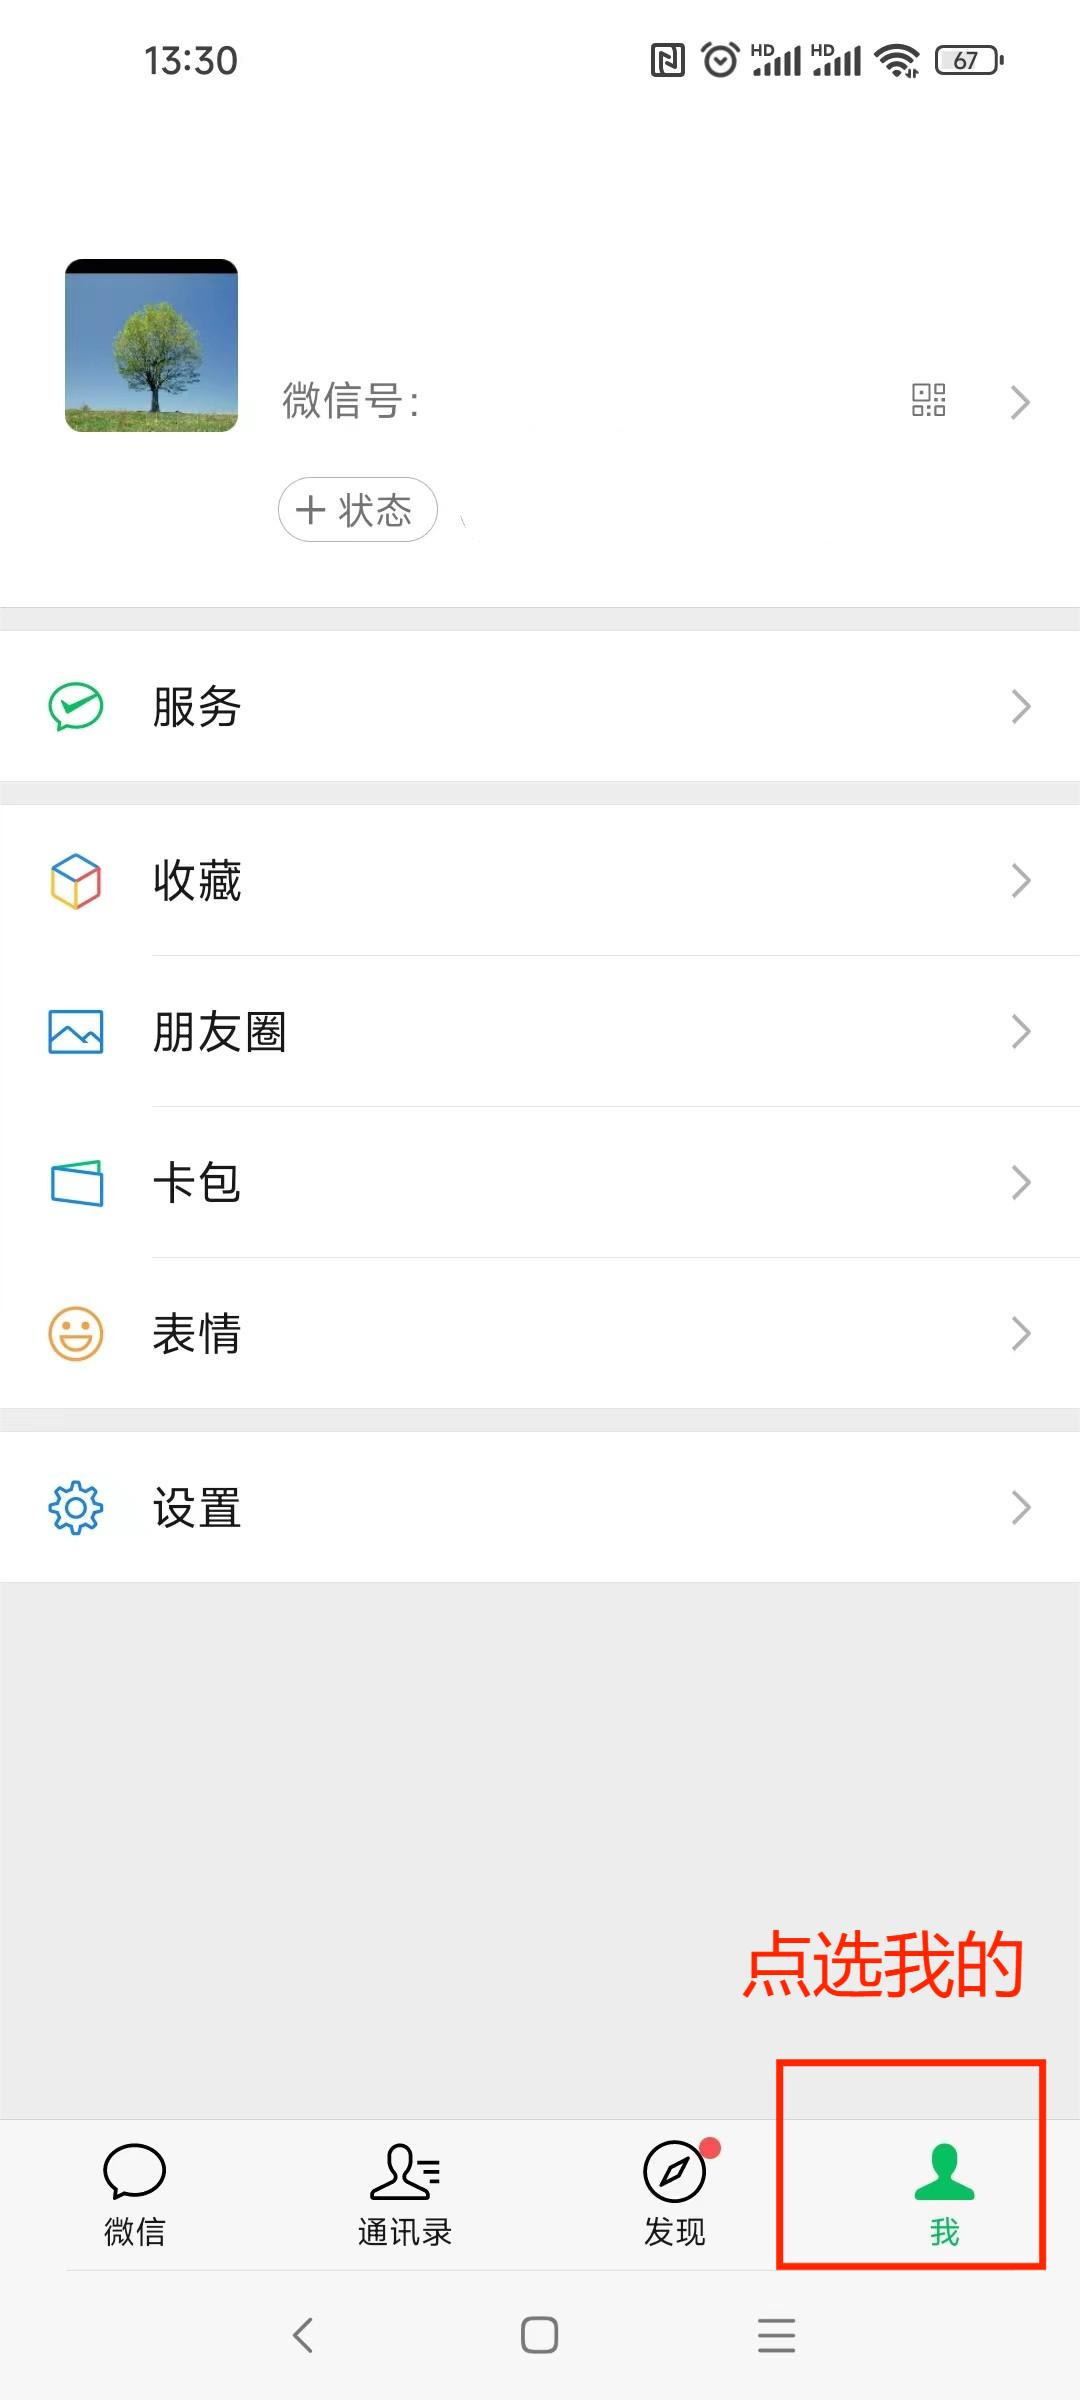 13:30
HD HD 67
微信号:
+ 状态
服务
收藏
朋友圈
卡包
表情
设置
点选我的
微信 通讯录 发现 我